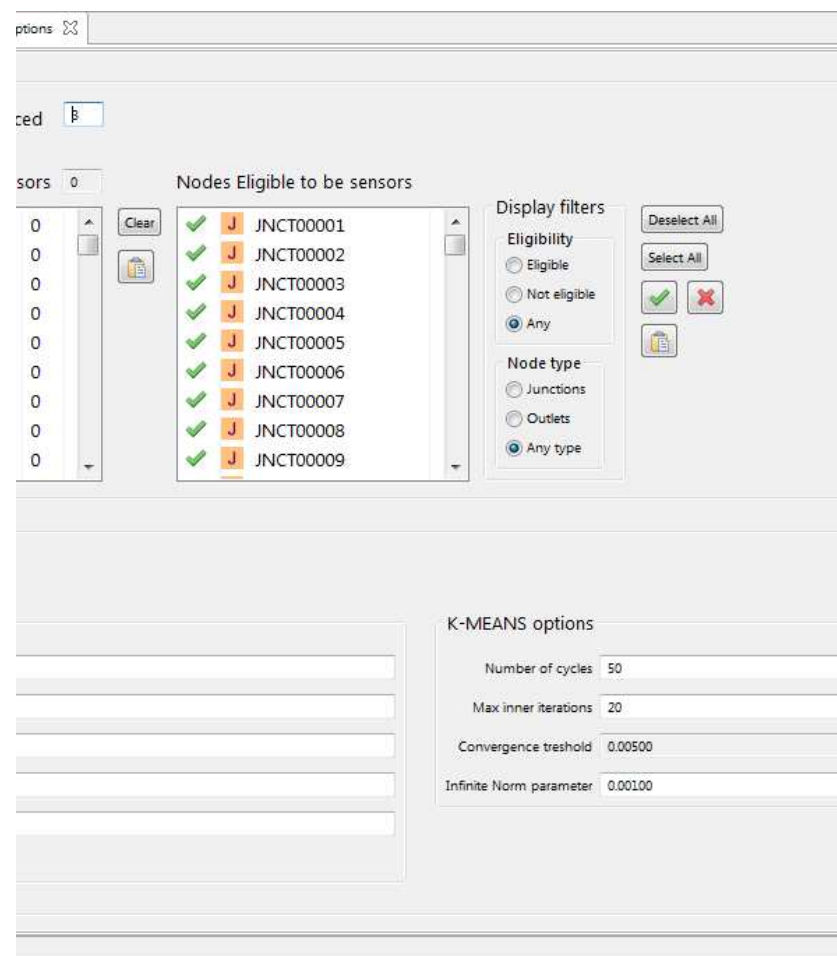 ptions
ced 3
sors 0 Nodes Eligible to be sensors
Display filters
0 Clear J JNCT00001 Deselect All
Eligibility
0 J JNCT00002 Eligible Select All
0 J JNCT00003 Not eligible
0 J JNCT00004 Any
0 J JNCT00005
Node type
0 J JNCT00006 Junctions
0 J JNCT00007
0 J JNCT00008 Outlets
0 J JNCT00009 Any type
K-MEANS options
Number of cycles 50
Max inner iterations 20
Convergence treshold 0.00500
Infinite Norm parameter 0.00100